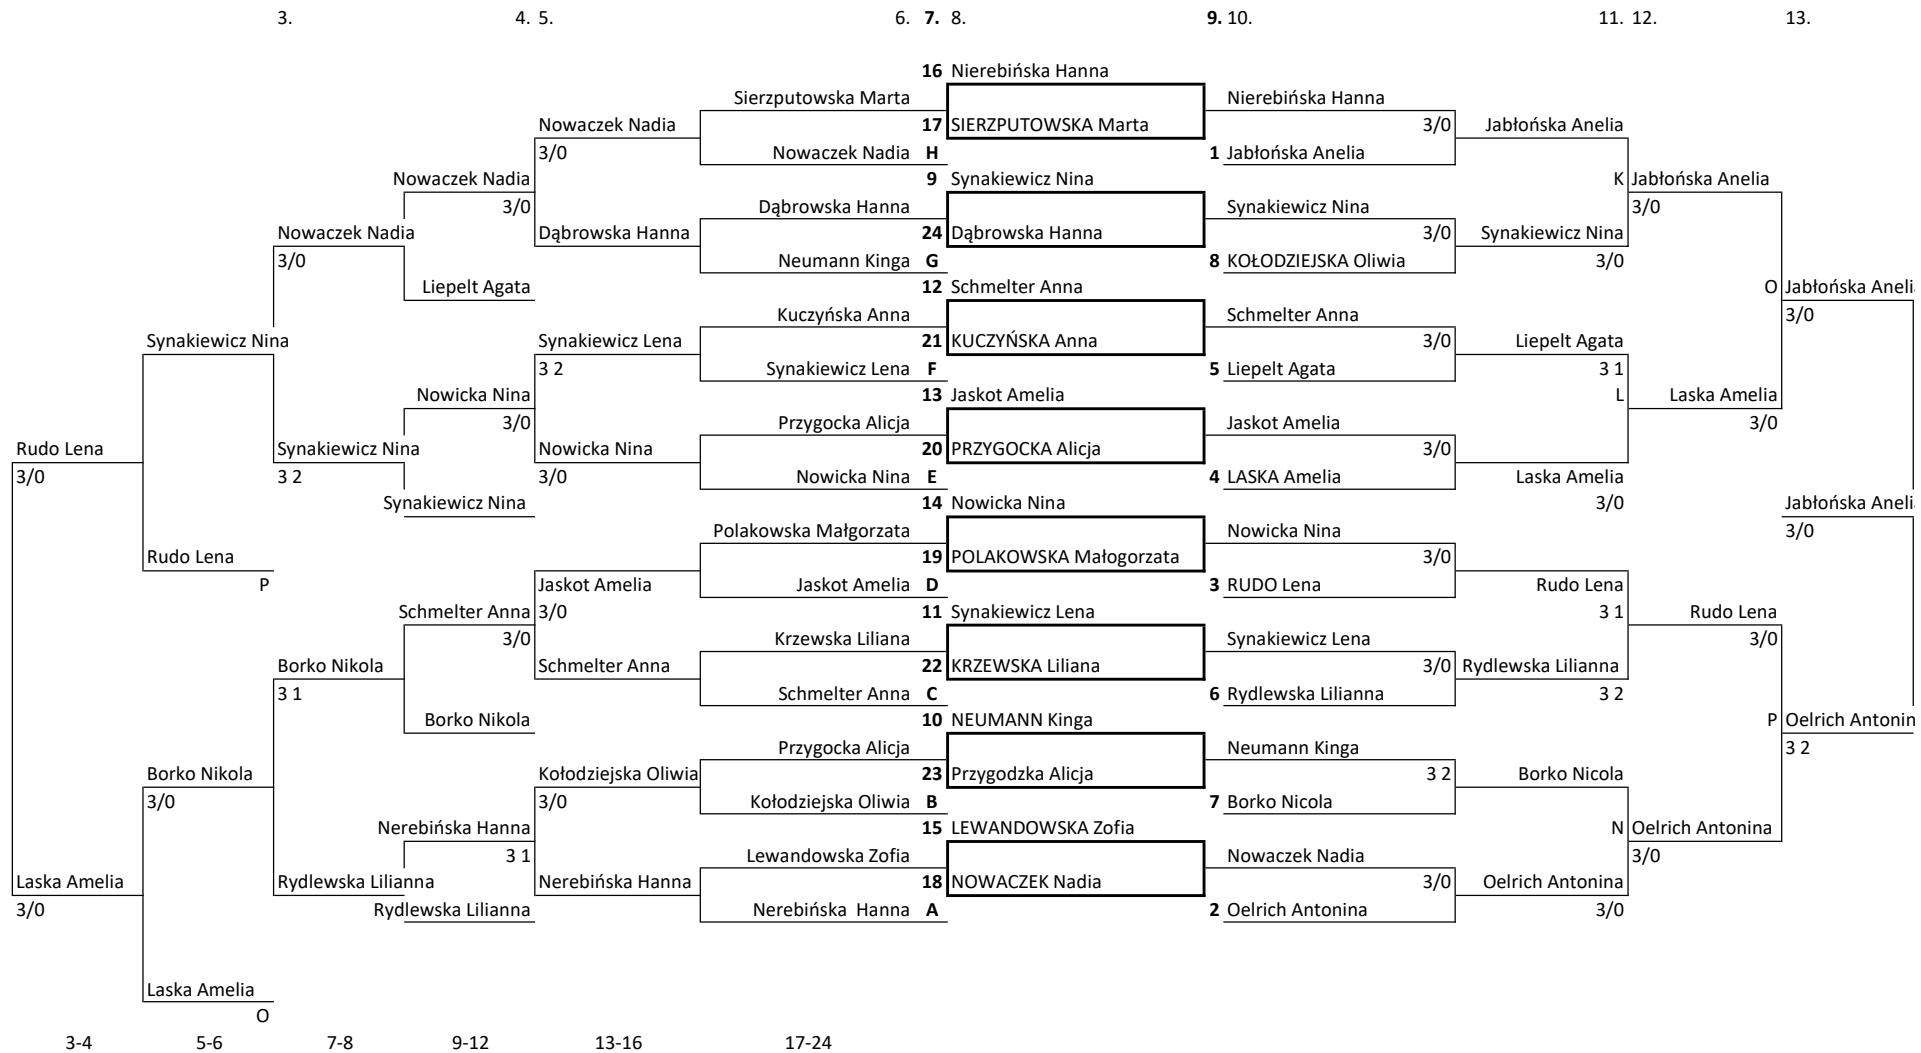 3. 4. 5. 6. 7. 8. 9. 10. 11. 12. 13.
16 Nierebińska Hanna
Sierzputowska Marta Nierebińska Hanna
Nowaczek Nadia 17 SIERZPUTOWSKA Marta 3/0 Jabłońska Anelia
3/0 Nowaczek Nadia H 1 Jabłońska Anelia
Nowaczek Nadia 9 Synakiewicz Nina K Jabłońska Anelia
3/0 Dąbrowska Hanna Synakiewicz Nina 3/0
Nowaczek Nadia Dąbrowska Hanna 24 Dąbrowska Hanna 3/0 Synakiewicz Nina
3/0 Neumann Kinga G 8 KOŁODZIEJSKA Oliwia 3/0
Liepelt Agata 12 Schmelter Anna O Jabłońska Aneli
Kuczyńska Anna Schmelter Anna 3/0
Synakiewicz Nina Synakiewicz Lena 21 KUCZYŃSKA Anna 3/0 Liepelt Agata
3 2 Synakiewicz Lena F 5 Liepelt Agata 3 1
Nowicka Nina 13 Jaskot Amelia L Laska Amelia
3/0 Przygocka Alicja Jaskot Amelia 3/0
Rudo Lena Synakiewicz Nina Nowicka Nina 20 PRZYGOCKA Alicja 3/0
3/0 3 2 3/0 Nowicka Nina E 4 LASKA Amelia Laska Amelia
Synakiewicz Nina 14 Nowicka Nina 3/0 Jabłońska Aneli
Polakowska Małgorzata Nowicka Nina 3/0
Rudo Lena 19 POLAKOWSKA Małogorzata 3/0
P Jaskot Amelia Jaskot Amelia D 3 RUDO Lena Rudo Lena
Schmelter Anna 3/0 11 Synakiewicz Lena 3 1 Rudo Lena
3/0 Krzewska Liliana Synakiewicz Lena 3/0
Borko Nikola Schmelter Anna 22 KRZEWSKA Liliana 3/0 Rydlewska Lilianna
3 1 Schmelter Anna C 6 Rydlewska Lilianna 3 2
Borko Nikola 10 NEUMANN Kinga P Oelrich Antonin
Przygocka Alicja Neumann Kinga 3 2
Borko Nikola Kołodziejska Oliwia 23 Przygodzka Alicja 3 2 Borko Nicola
3/0 3/0 Kołodziejska Oliwia B 7 Borko Nicola
Nerebińska Hanna 15 LEWANDOWSKA Zofia N Oelrich Antonina
3 1 Lewandowska Zofia Nowaczek Nadia 3/0
Laska Amelia Rydlewska Lilianna Nerebińska Hanna 18 NOWACZEK Nadia 3/0 Oelrich Antonina
3/0 Rydlewska Lilianna Nerebińska Hanna A 2 Oelrich Antonina 3/0
Laska Amelia
O
3-4 5-6 7-8 9-12 13-16 17-24